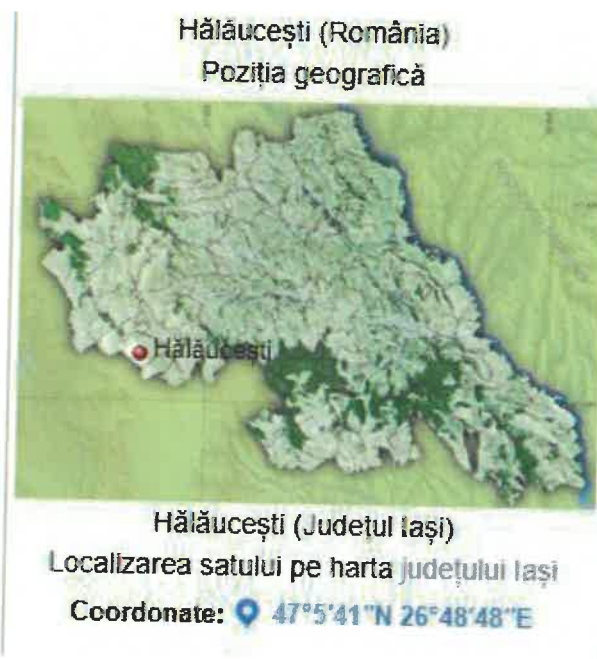 Hălăucești (România)
Poziția geografică
Hălăucești
Hălăucești (Județul Iași)
Localizarea satului pe harta județului Iași
Coordonate: 47°5′41″N 26°48′48″E